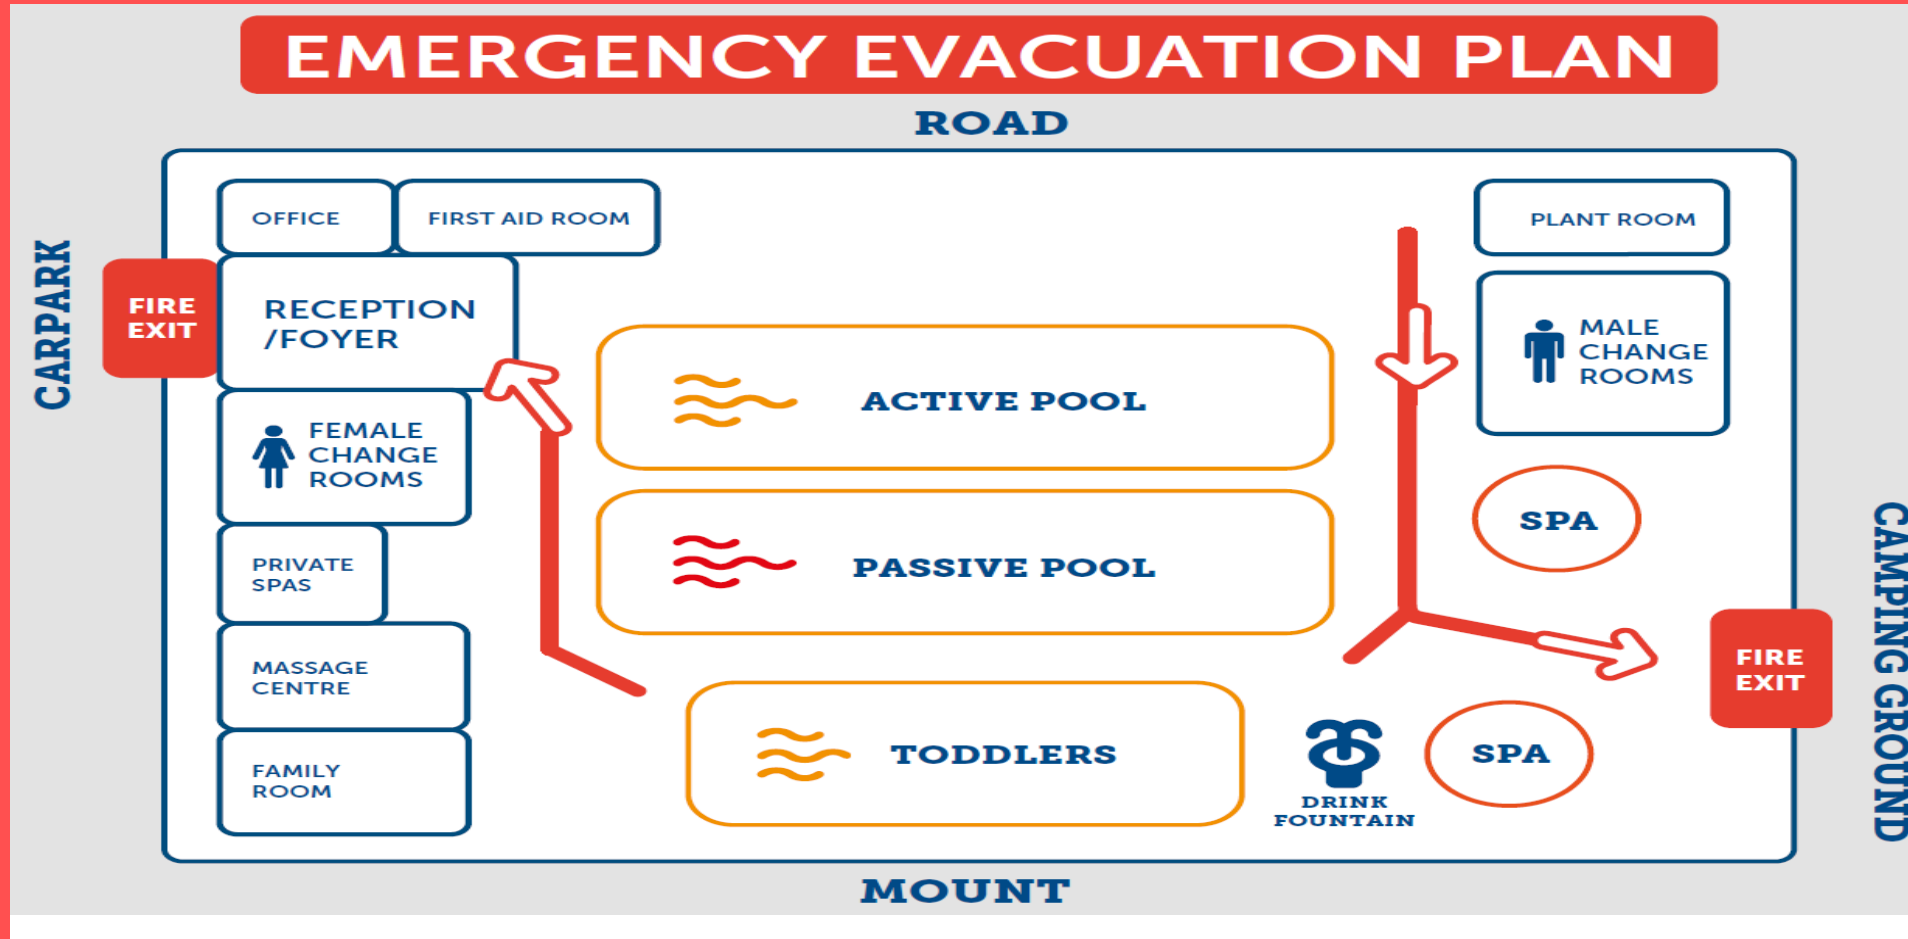 EMERGENCY EVACUATION PLAN
ROAD
OFFICE
FIRST AID ROOM
PLANT ROOM
CARPARK
FIRE
EXIT
RECEPTION
/FOYER
MALE
CHANGE
ROOMS
ACTIVE POOL
FEMALE
CHANGE
ROOMS
SPA
PRIVATE
SPAS
PASSIVE POOL
CAMPING GROUND
FIRE
EXIT
MASSAGE
CENTRE
TODDLERS
SPA
FAMILY
ROOM
DRINK
FOUNTAIN
MOUNT